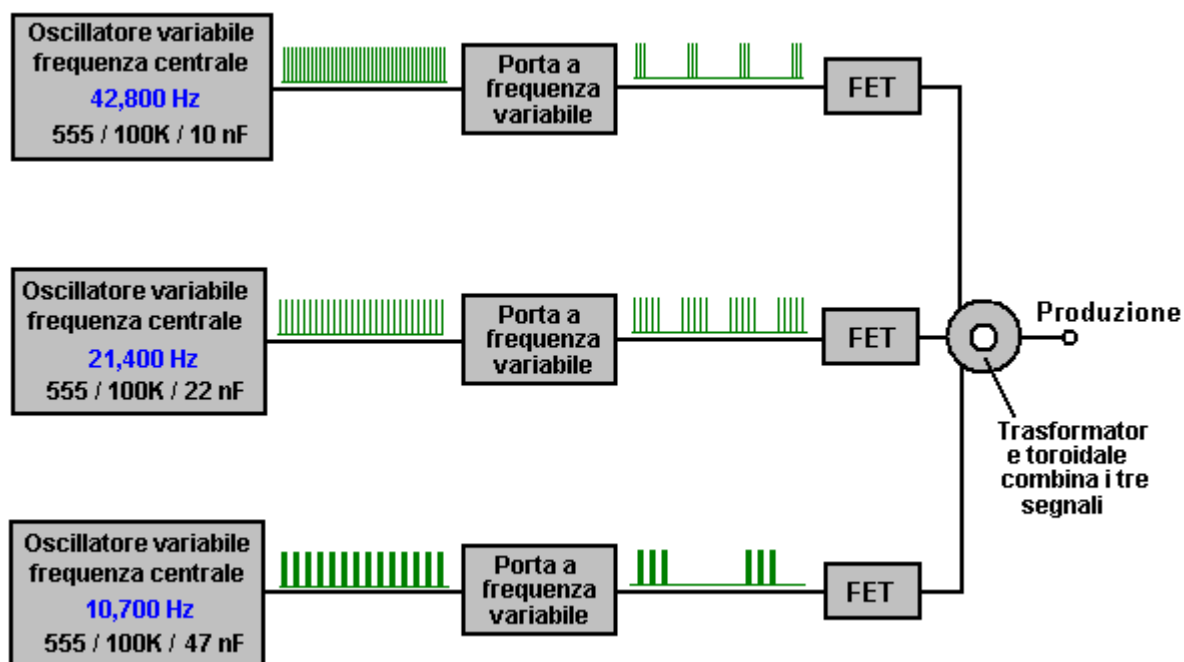 Oscillatore variabile
frequenza centrale
42,800 Hz
555 / 100K / 10 nF
Porta a
frequenza
variabile
FET
Oscillatore variabile
frequenza centrale
21,400 Hz
555 / 100K / 22 nF
Porta a
frequenza
variabile
FET
Produzione
Trasformator
e toroidale
combina i tre
segnali
Oscillatore variabile
frequenza centrale
10,700 Hz
555 / 100K / 47 nF
Porta a
frequenza
variabile
FET